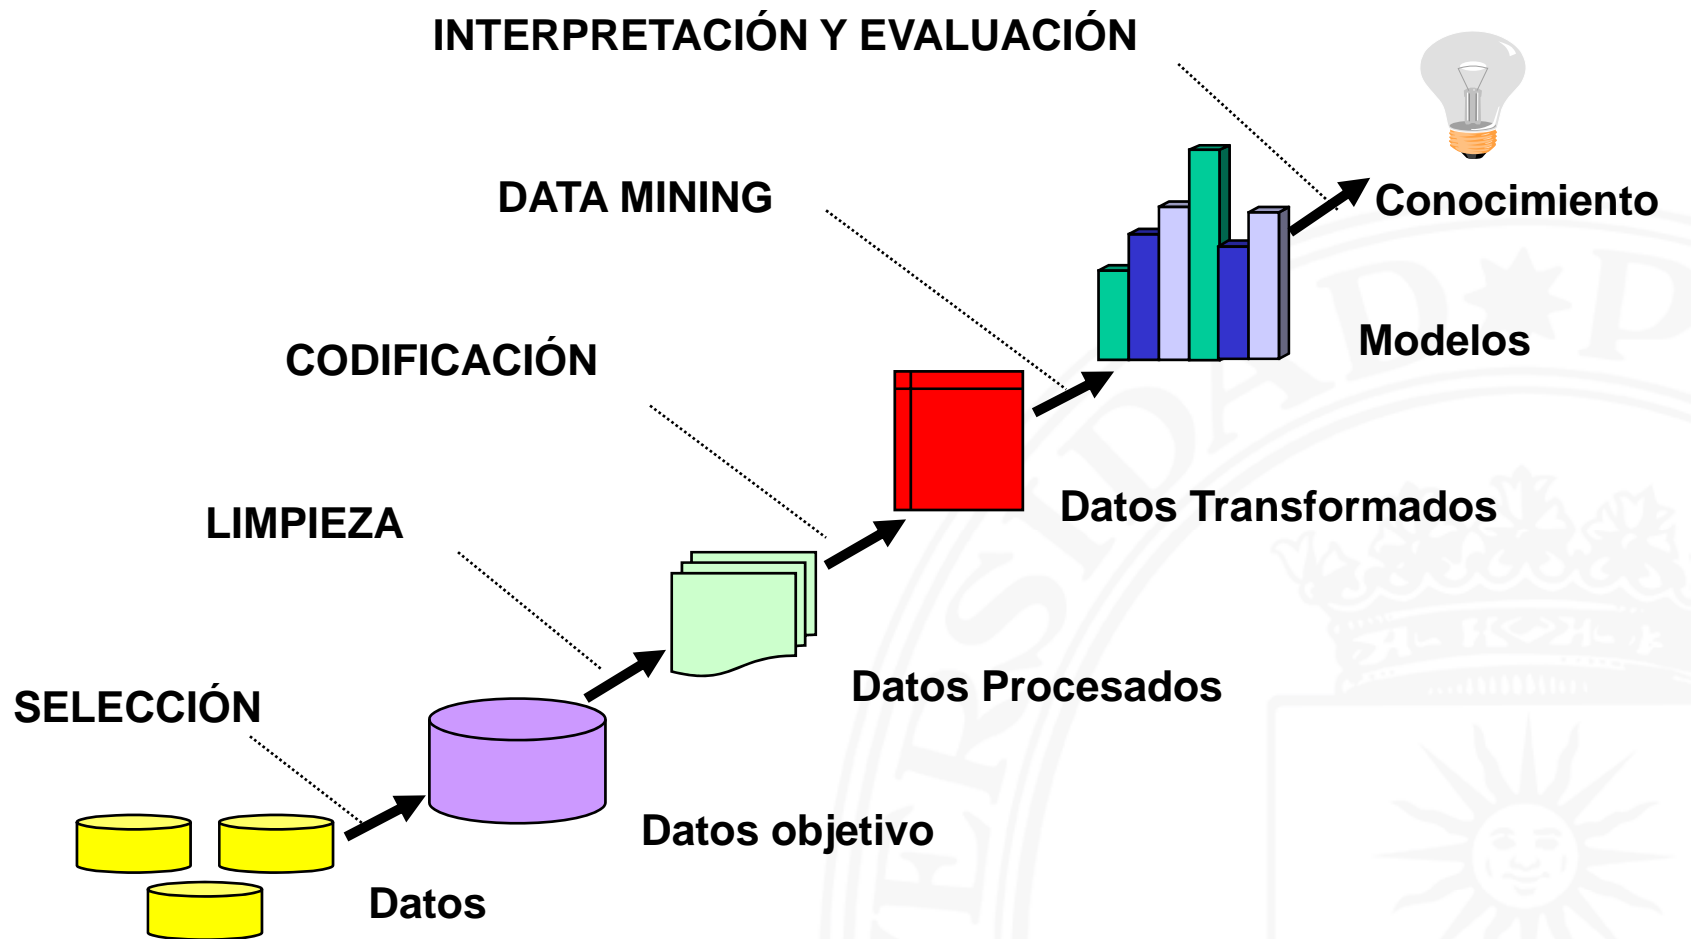 INTERPRETACIÓN Y EVALUACIÓN
Conocimiento
DATA MINING
Modelos
CODIFICACIÓN
Datos Transformados
LIMPIEZA
Datos Procesados
SELECCIÓN
Datos objetivo
Datos